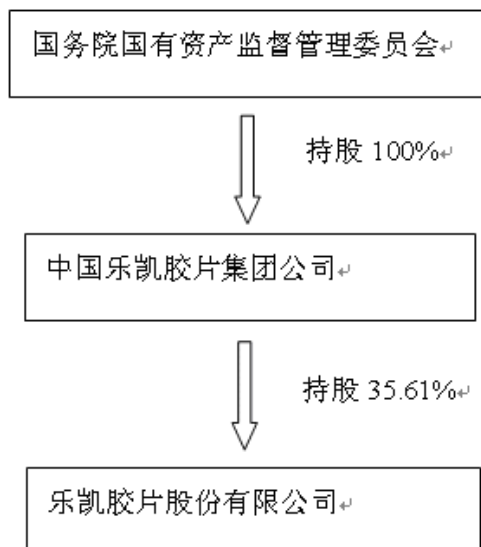 国务院国有资产监督管理委员会
持股 100%
中国乐凯胶片集团公司
持股 35.61%
乐凯胶片股份有限公司